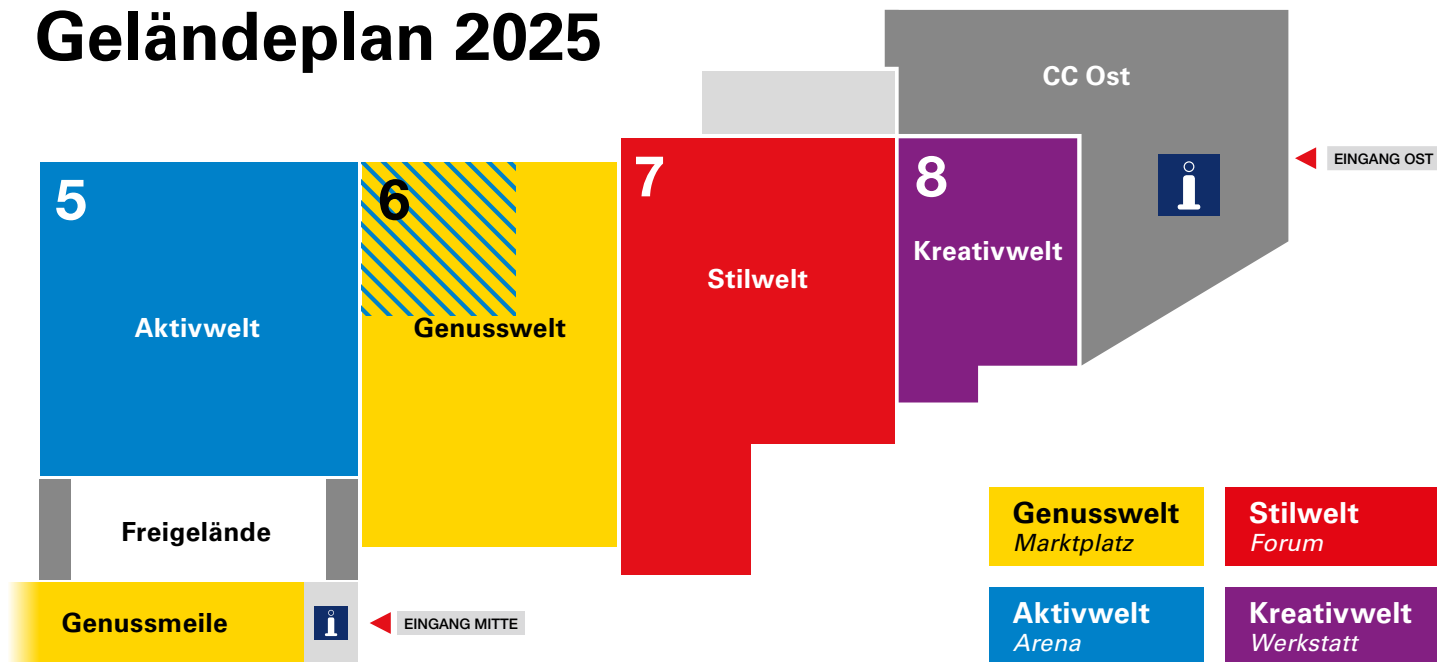 Geländeplan 2025
CC Ost
EINGANG OST
i
5
6
7
8
Kreativwelt
Stilwelt
Aktivwelt
Genusswelt
Freigelände
Genussmeile
i
EINGANG MITTE
Genusswelt
Marktplatz
Stilwelt
Forum
Aktivwelt
Arena
Kreativwelt
Werkstatt